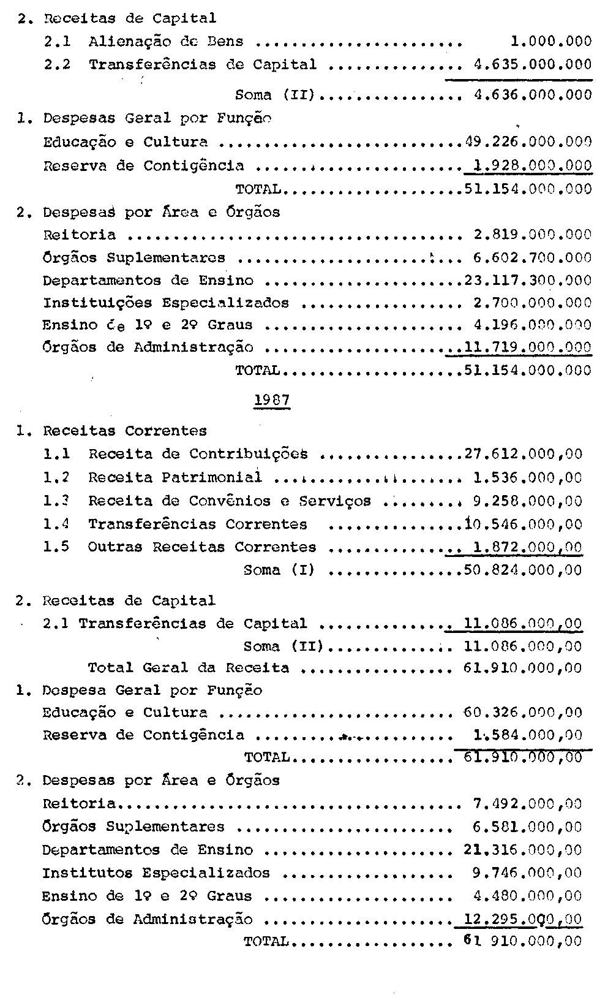 2. Receitas de Capital
2.1 Alienação de Bens ....................... 1.000.000
2.2 Transferências de Capital ............... 4.635.000.000
Soma (II)................ 4.636.000.000
1. Despesas Geral por Função
Educação e Cultura ...........................49.226.000.000
Reserva de Contigência ....................... 1.928.000.000
TOTAL....................51.154.000.000
2. Despesas por Área e Órgãos
Reitoria ..................................... 2.819.000.000
Órgãos Suplementares ......................... 6.602.700.000
Departamentos de Ensino ......................23.117.300.000
Instituições Especializados .................. 2.700.000.000
Ensino de 1º e 2º Graus ...................... 4.196.000.000
Órgãos de Administração ......................11.719.000.000
TOTAL....................51.154.000.000
1987
1. Receitas Correntes
1.1 Receita de Contribuições ................27.612.000,00
1.2 Receita Patrimonial ..................... 1.536.000,00
1.3 Receita de Convênios e Serviços ......... 9.258.000,00
1.4 Transferências Correntes ...............10.546.000,00
1.5 Outras Receitas Correntes ............... 1.872.000,00
Soma (I) ...............50.824.000,00
2. Receitas de Capital
2.1 Transferências de Capital ............... 11.086.000,00
Soma (II).............. 11.086.000,00
Total Geral da Receita ................. 61.910.000,00
1. Despesa Geral por Função
Educação e Cultura .......................... 60.326.000,00
Reserva de Contigência ...................... 1.584.000,00
TOTAL.................. 61.910.000,00
2. Despesas por Área e Órgãos
Reitoria...................................... 7.492.000,00
Órgãos Suplementares ........................ 6.581.000,00
Departamentos de Ensino ..................... 21.316.000,00
Institutos Especializados ................... 9.746.000,00
Ensino de 1º e 2º Graus ..................... 4.480.000,00
Órgãos de Administração ..................... 12.295.000,00
TOTAL.................. 61 910.000,00